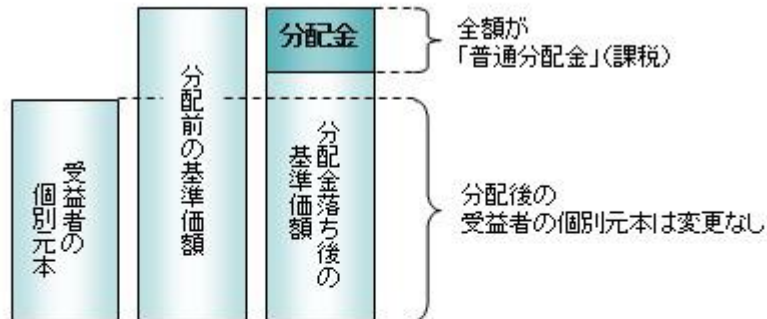 受益者の
個別元本
分配前の基準価額
分配金
分配金落ち後の
基準価額
全額が
「普通分配金」(課税)
分配後の
受益者の個別元本は変更なし